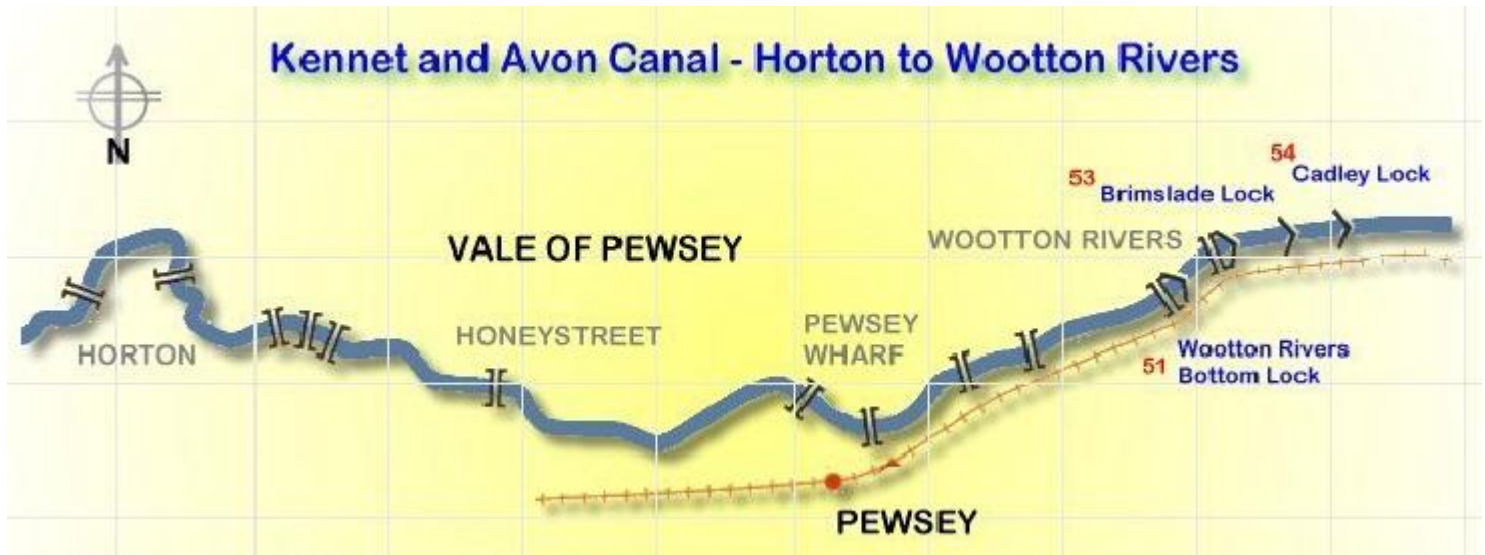 Kennet and Avon Canal - Horton to Wootton Rivers
N
54
Cadley Lock
53
Brimslade Lock
VALE OF PEWSEY
WOOTTON RIVERS
HORTON
HONEYSTREET
PEWSEY
WHARF
Wootton Rivers
51
Bottom Lock
PEWSEY